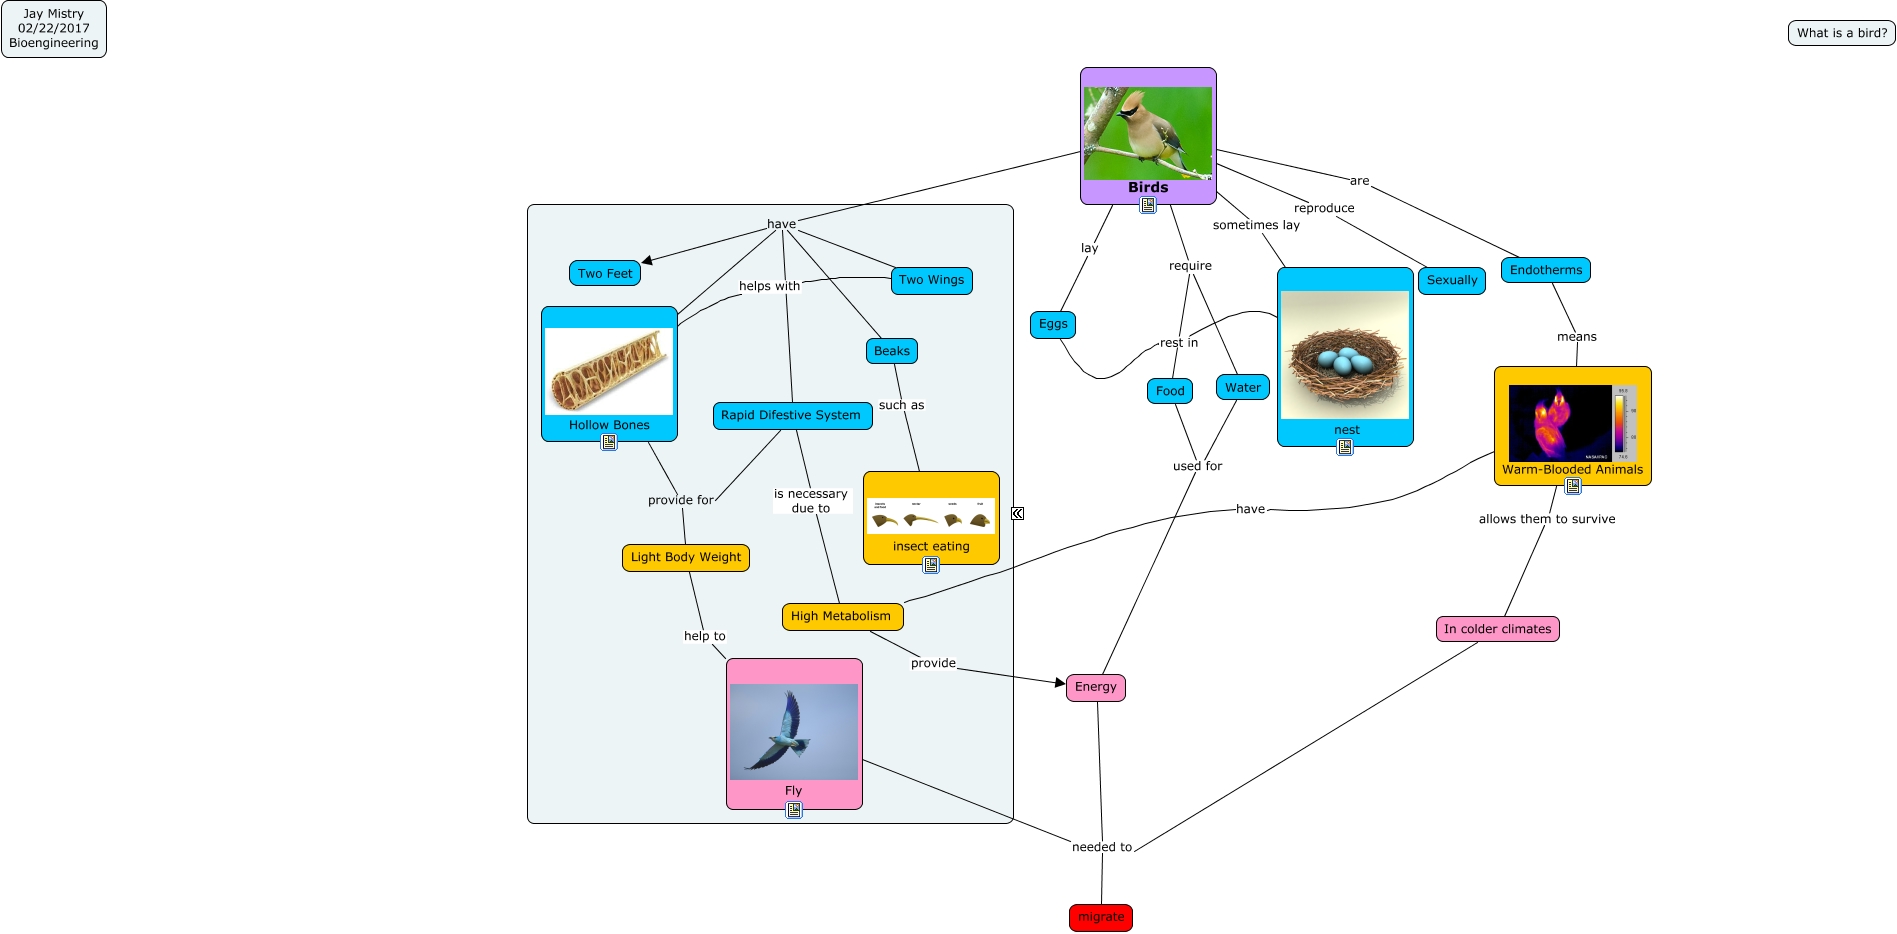 Jay Mistry
02/22/2017
Bioengineering
What is a bird?
Birds
are
reproduce
sometimes lay
have
lay
require
Two Feet
Two Wings
helps with
Sexually
Endotherms
Eggs
means
rest in
Beaks
Food
Water
such as
Rapid Difestive System
Hollow Bones
nest
used for
Warm-Blooded Animals
is necessary
due to
provide for
have
allows them to survive
insect eating
Light Body Weight
High Metabolism
In colder climates
help to
provide
Energy
Fly
needed to
migrate